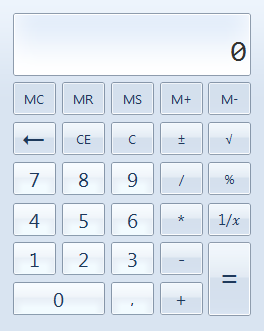 0
MC MR MS M+ M-
← CE C ± √
7 8 9 / %
4 5 6 * 1/x
1 2 3 - =
0 , +